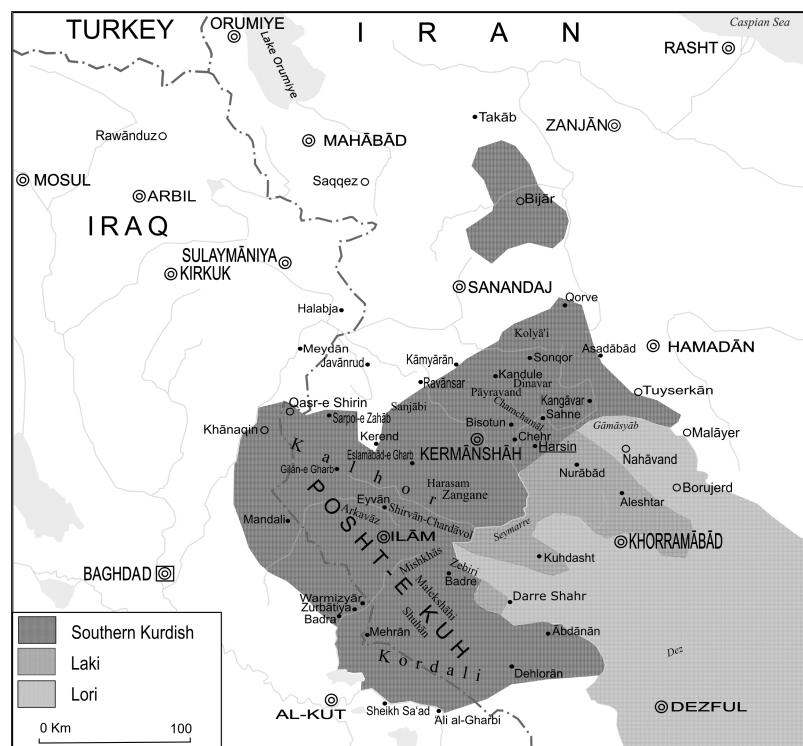 Caspian Sea
TURKEY
ORUMIYE
I R A N
RASHT
Lake Orumiye
Takāb
ZANJĀN
Rawānduz
MAHĀBĀD
MOSUL
Saqqez
ARBIL
Bijār
IRAQ
SULAYMĀNIYA
KIRKUK
SANANDAJ
Qorve
Halabja
Kolyā'i
Meydān
Javānrud
Kāmyārān
Sonqor
Asadābād
HAMADĀN
Kandule
Ravānsar
Dinavar
Pāyravand
Tuyserkān
Qaṣr-e Shirin
Sanjābi
Chamchamāl
Kangāvar
Sarpol-e Zahāb
Sahne
Khānaqin
Bisotun
Gāmāsyāb
Malāyer
Kerend
KERMĀNSHĀH
Chehr
Harsin
Eslamābād-e Gharb
Nahāvand
Gilān-e Gharb
Kalhor
Nurābād
Harasam
Zangane
Borujerd
Aleshtar
Eyvān
Arkavāz
Shirvān-Chardāvol
Mandali
POSHT-E KUH
ILĀM
Seymarre
KHORRAMĀBĀD
Mishkhās
Kuhdasht
Zebiri
Badre
BAGHDAD
Malekshāhi
Warmizyār
Zurbātiya
Darre Shahr
Badra
Shuhān
Mehrān
Ābdānān
Southern Kurdish
Laki
Lori
Kordali
Dez
Dehlorān
AL-KUT
Sheikh Sa'ad
Ali al-Gharbi
DEZFUL
0 Km 100